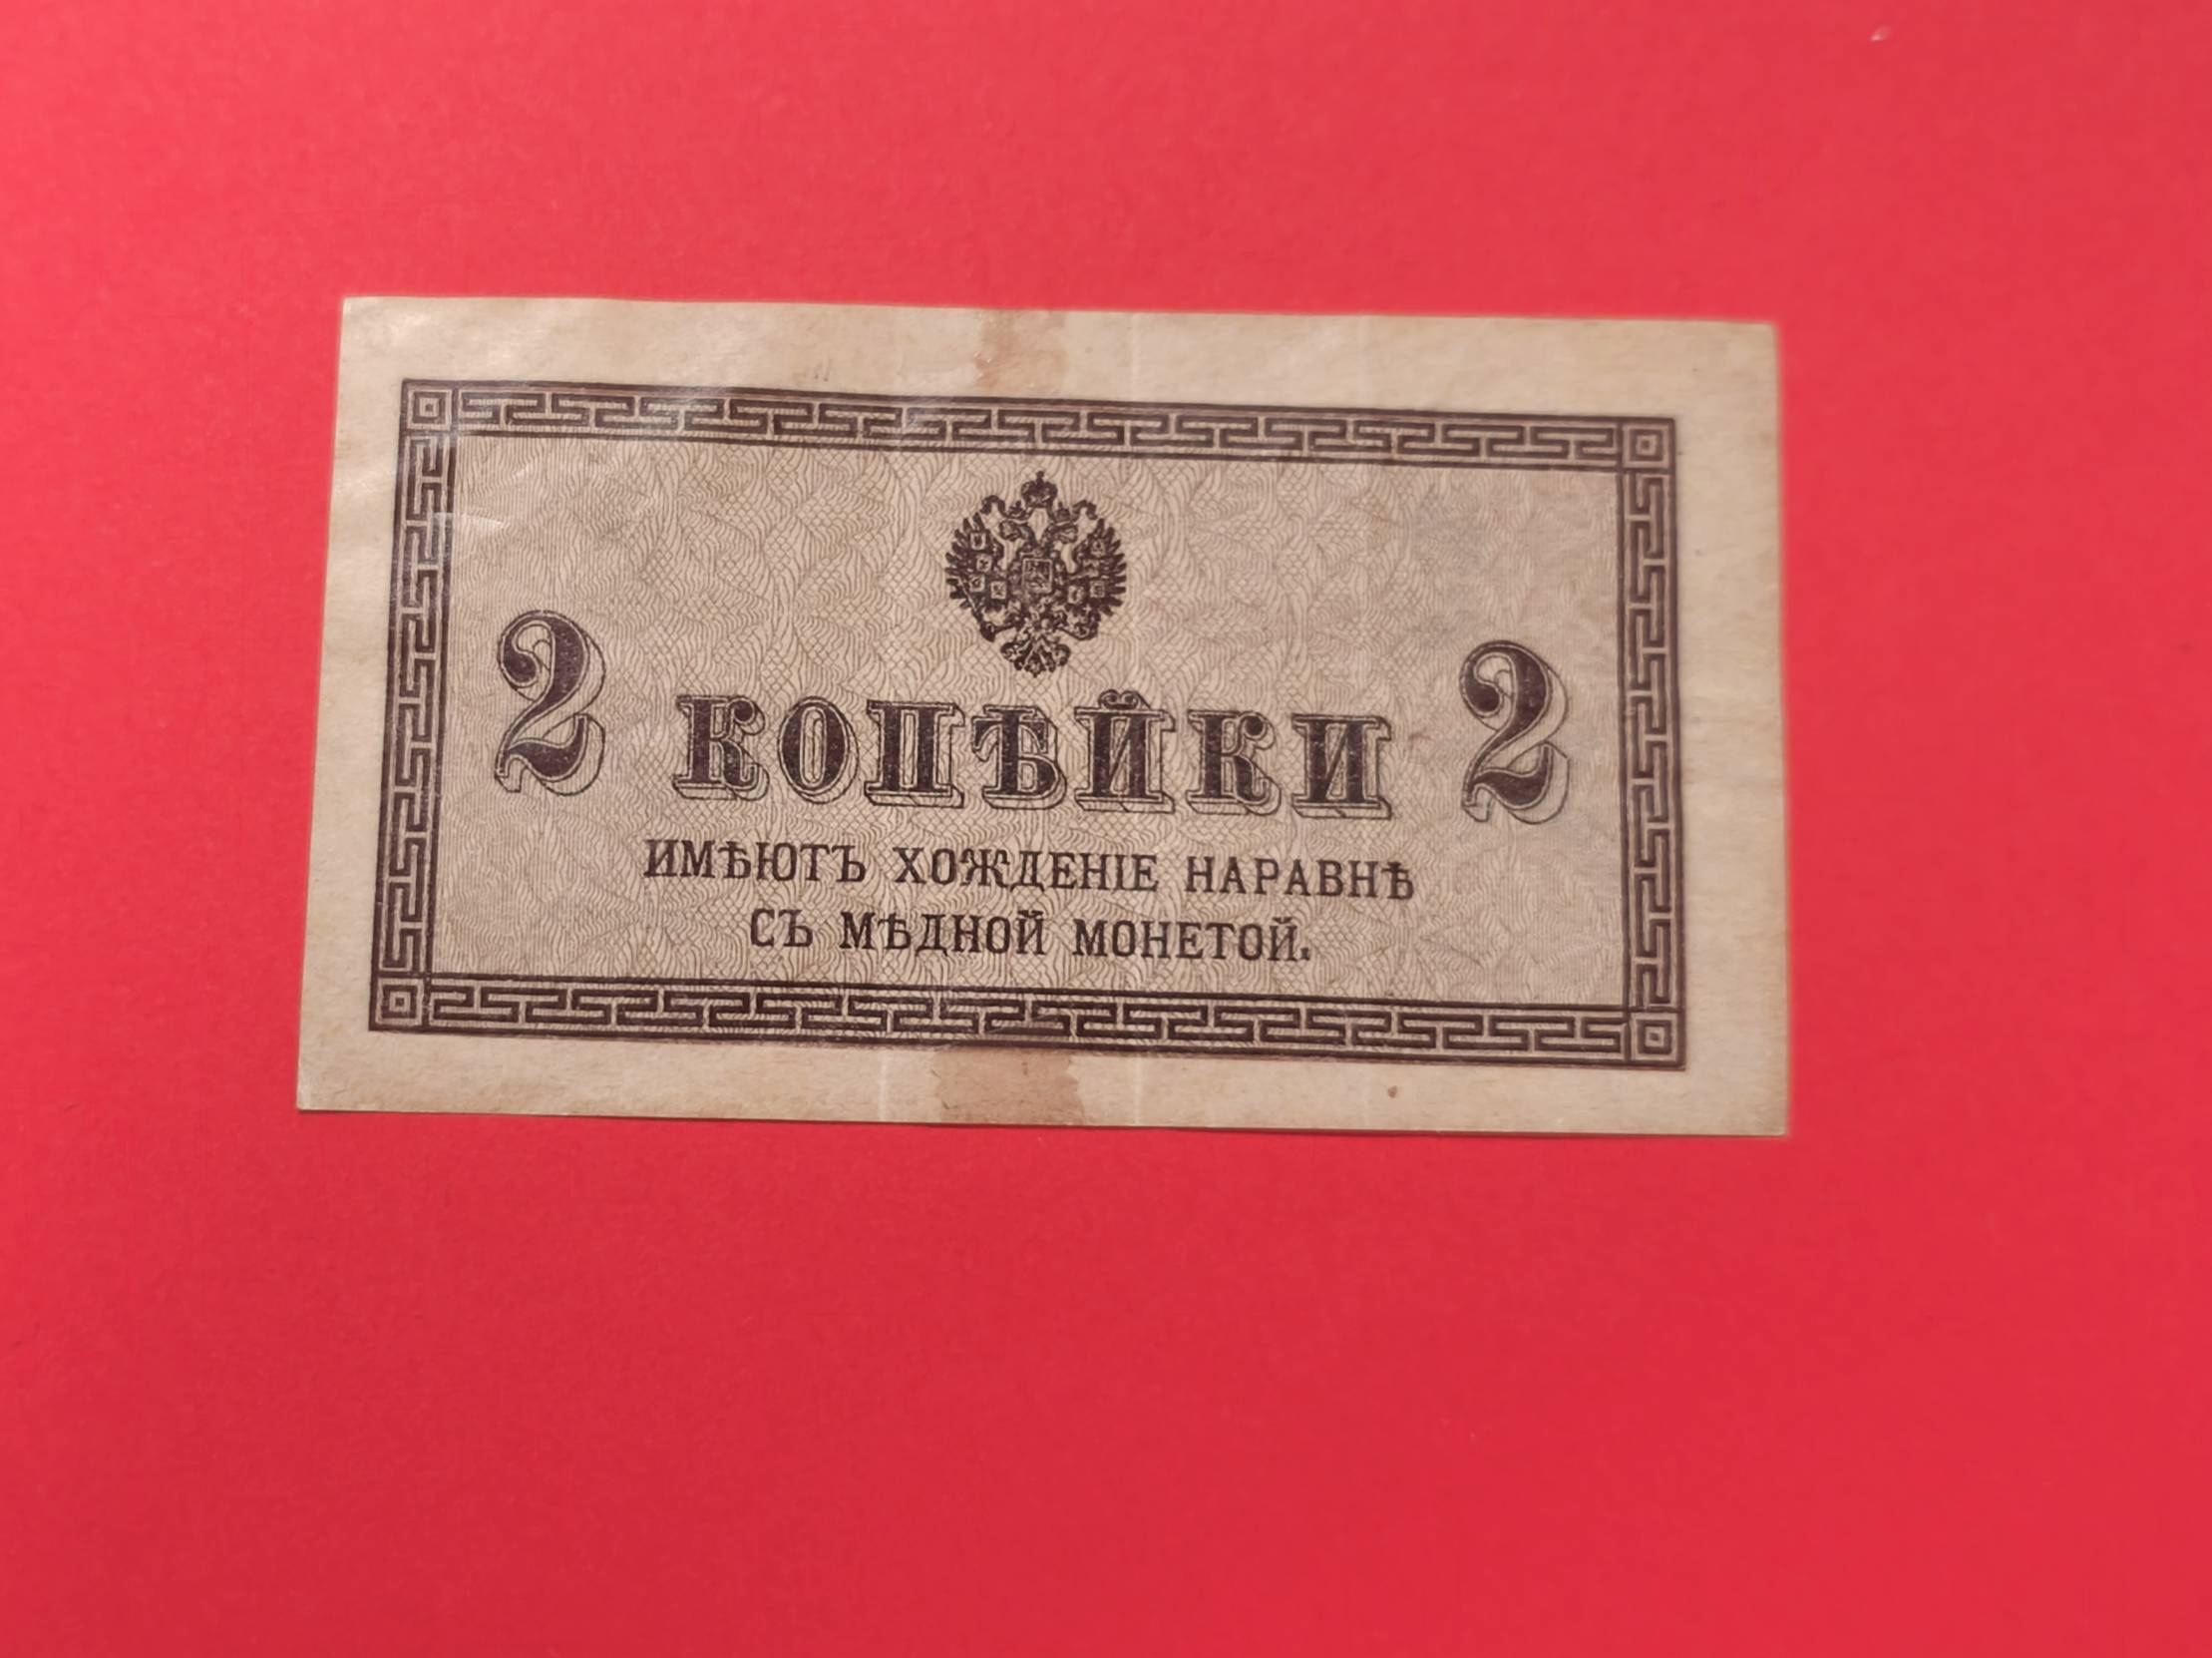 2 КОПѢЙКИ 2
ИМѢЮТЪ ХОЖДЕНІЕ НАРАВНѢ
СЪ МѢДНОЙ МОНЕТОЙ.